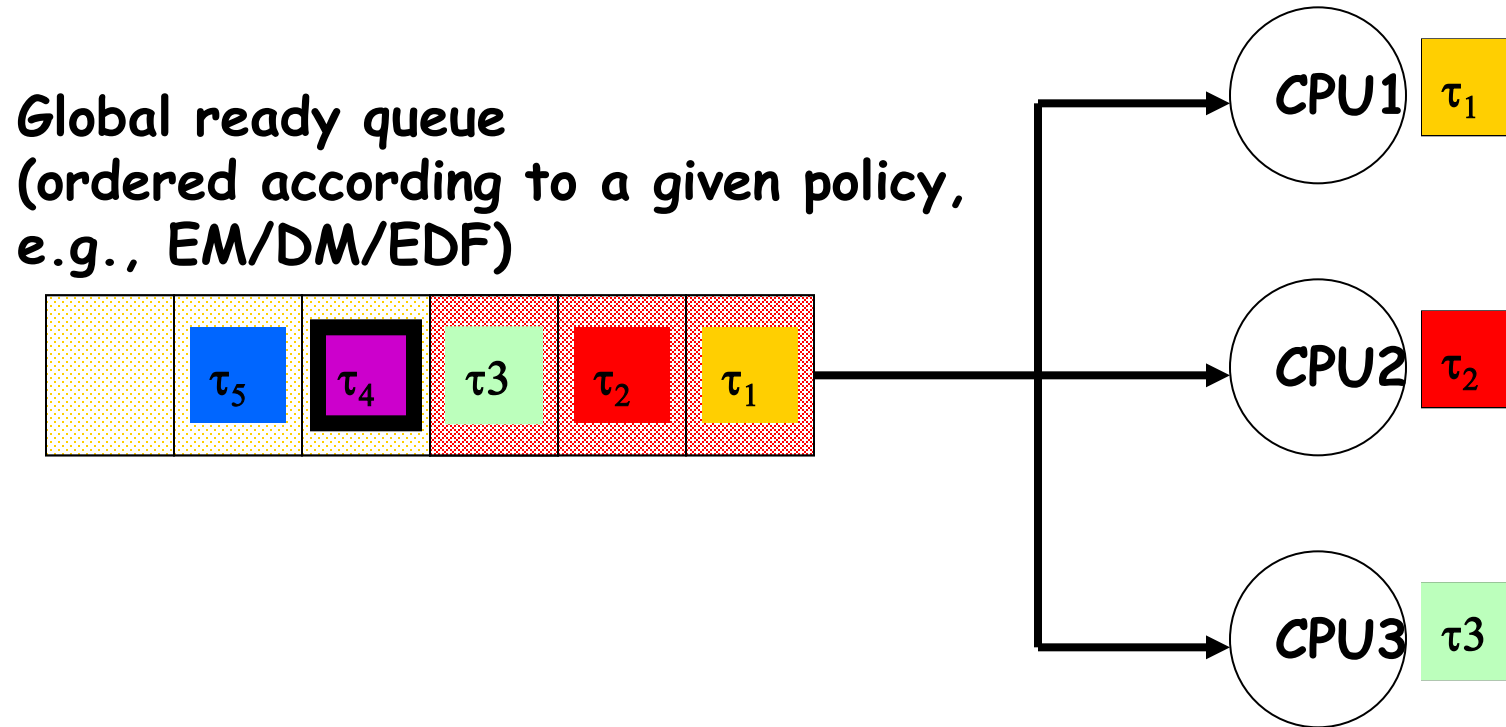 Global ready queue
(ordered according to a given policy,
e.g., EM/DM/EDF)
τ5 τ4 τ3 τ2 τ1
CPU1 τ1
CPU2 τ2
CPU3 τ3